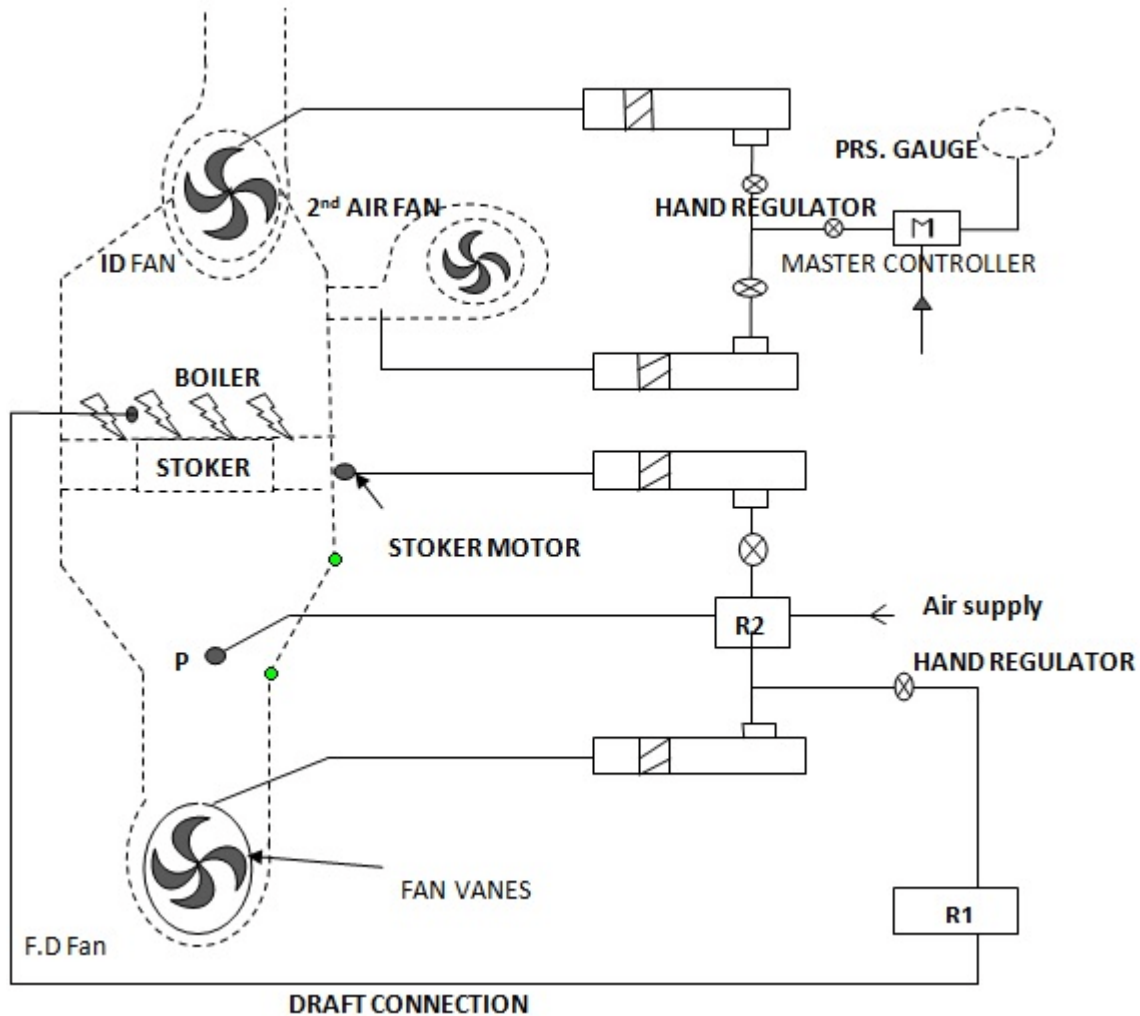 PRS. GAUGE
2nd AIR FAN
HAND REGULATOR
M
ID FAN
MASTER CONTROLLER
BOILER
STOKER
STOKER MOTOR
Air supply
R2
P
HAND REGULATOR
FAN VANES
R1
F.D Fan
DRAFT CONNECTION